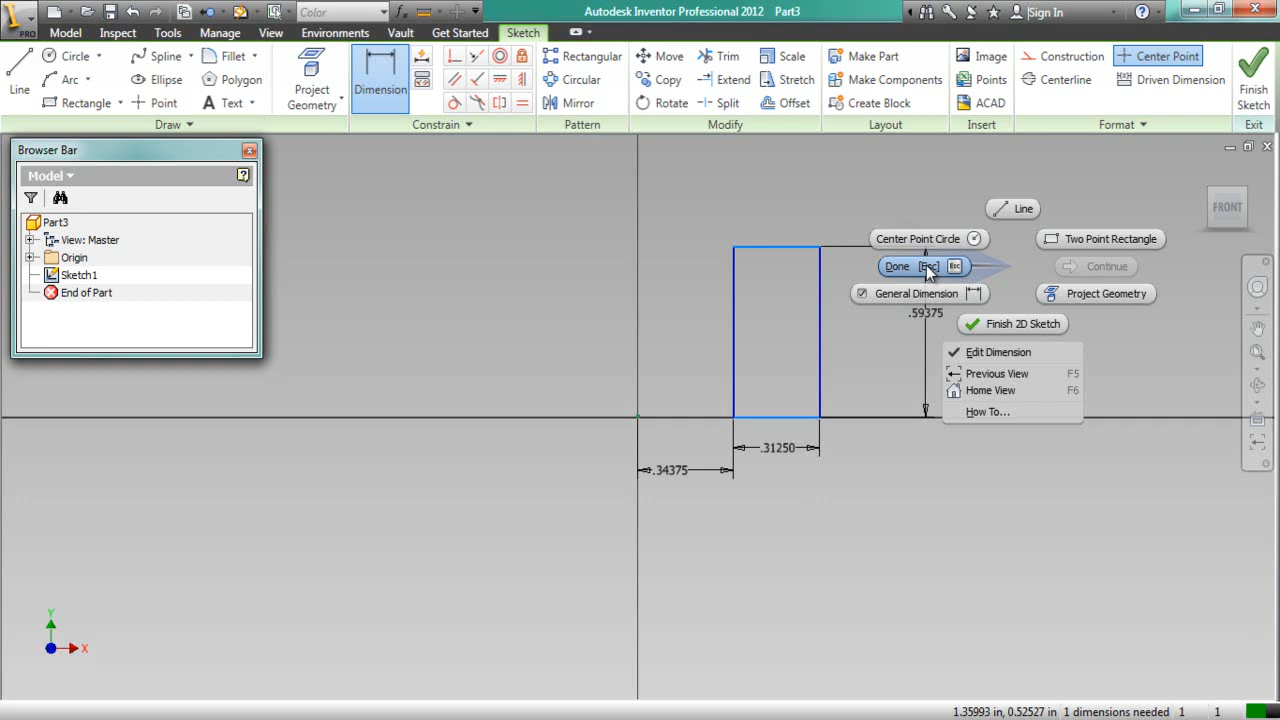 PRO
Color
Autodesk Inventor Professional 2012 Part3
Sign In
Model Inspect Tools Manage View Environments Vault Get Started Sketch
Line
Circle
Arc
Rectangle
Spline
Ellipse
Point
Fillet
Polygon
Text
Draw
Project
Geometry
Dimension
Constrain
Rectangular
Circular
Mirror
Pattern
Move
Copy
Rotate
Trim
Extend
Split
Scale
Stretch
Offset
Modify
Make Part
Make Components
Create Block
Layout
Image
Points
ACAD
Insert
Construction
Centerline
Center Point
Driven Dimension
Format
Finish
Sketch
Exit
Browser Bar
Model
Part3
View: Master
Origin
Sketch1
End of Part
FRONT
Line
Center Point Circle
Two Point Rectangle
Done [Esc] Esc
Continue
General Dimension
Project Geometry
Finish 2D Sketch
Edit Dimension
Previous View F5
Home View F6
How To...
.59375
.31250
.34375
Y
X
1.35993 in, 0.52527 in 1 dimensions needed 1 1